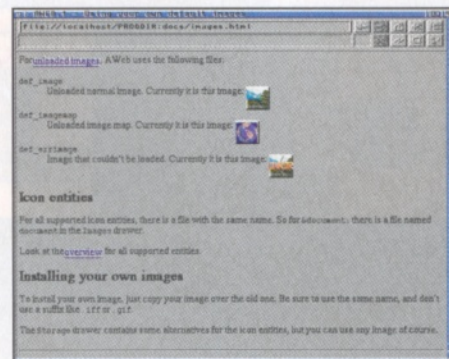 file://localhost/PROGDIR:docs/images.html
For unloaded images, AWeb uses the following files:
def_image
Unloaded normal image. Currently it is this image:
def_imagemap
Unloaded image map. Currently it is this image:
def_errimage
Image that couldn't be loaded. Currently it is this image:
Icon entities
For all supported icon entities, there is a file with the same name. So for &document; there is a file named
document in the Images drawer.
Look at the overview for all supported entities.
Installing your own images
To install your own image, just copy your image over the old one. Be sure to use the same name, and don't
use a suffix like .iff or .gif.
The Storage drawer contains some alternatives for the icon entities, but you can use any image of course.